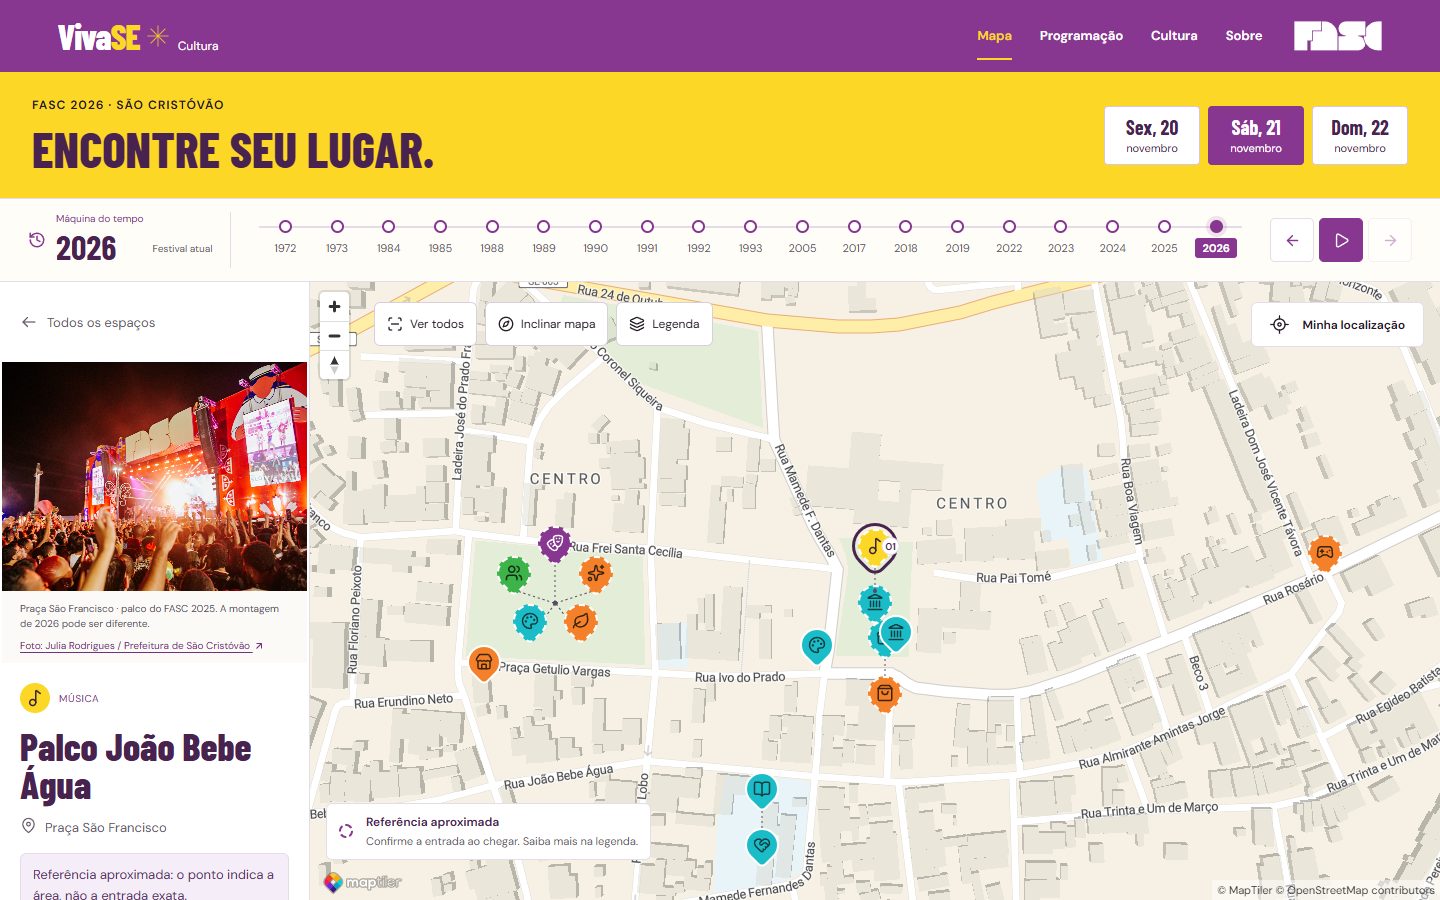 VivaSE Cultura
Mapa
Programação
Cultura
Sobre
FASC
FASC 2026 · SÃO CRISTÓVÃO
ENCONTRE SEU LUGAR.
Sex, 20
novembro
Sáb, 21
novembro
Dom, 22
novembro
Máquina do tempo
2026
Festival atual
1972
1973
1984
1985
1988
1989
1990
1991
1992
1993
2005
2017
2018
2019
2022
2023
2024
2025
2026
Todos os espaços
Praça São Francisco · palco do FASC 2025. A montagem
de 2026 pode ser diferente.
Foto: Julia Rodrigues / Prefeitura de São Cristóvão
MÚSICA
Palco João Bebe
Água
Praça São Francisco
Referência aproximada: o ponto indica a
área, não a entrada exata.
Ver todos
Inclinar mapa
Legenda
Minha localização
Rua 24 de Outub
o Coronel Siqueira
Ladeira José do Prado Fra
CENTRO
CENTRO
Rua Mamede F. Dantas
Rua Boa Viagem
Ladeira Dom José Vicente Távora
Rua Frei Santa Cecília
01
Rua Pai Tomé
Rua Rosário
Rua Floriano Peixoto
Praça Getulio Vargas
Rua Ivo do Prado
Beco 3
Rua Erundino Neto
Rua Egideo Batista
Rua Almirante Amintas Jorge
Rua João Bebe Água
Lobo
Rua Trinta e Um de Mar
Rua Trinta e Um de Março
Referência aproximada
Confirme a entrada ao chegar. Saiba mais na legenda.
Mamede Fernandes Dantas
maptiler
© MapTiler © OpenStreetMap contributors